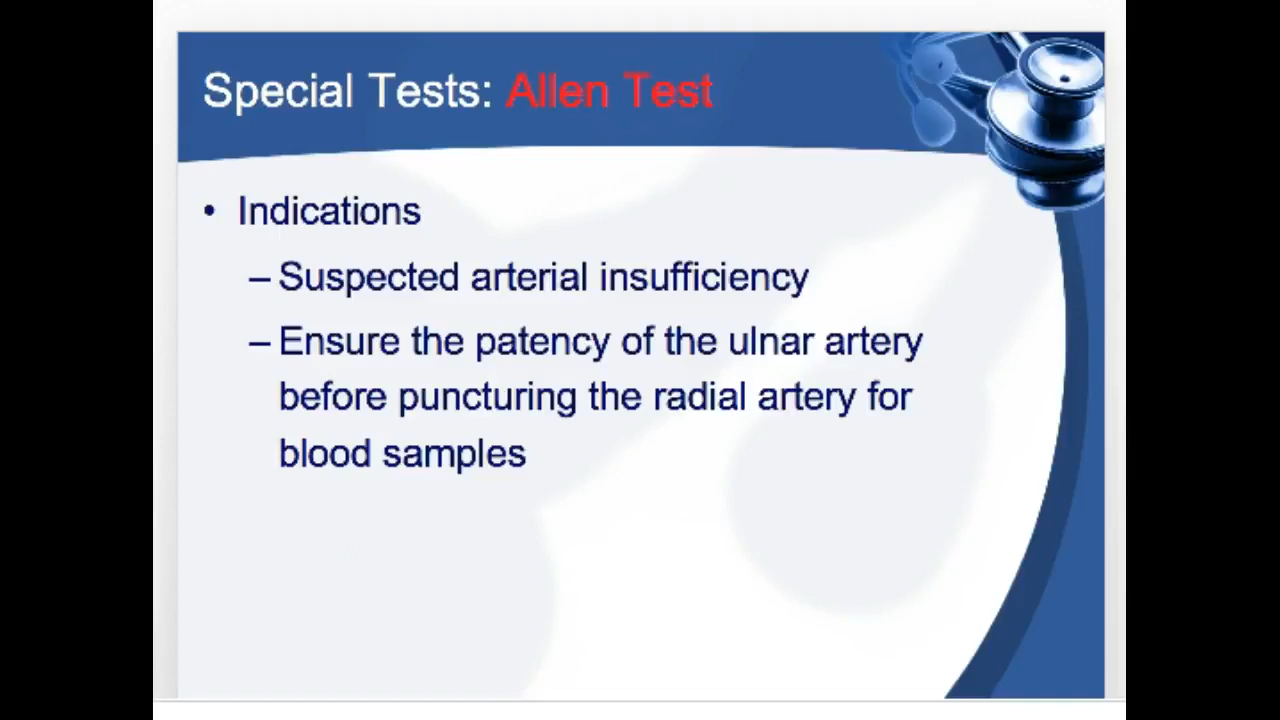 Special Tests: Allen Test
• Indications
– Suspected arterial insufficiency
– Ensure the patency of the ulnar artery
before puncturing the radial artery for
blood samples